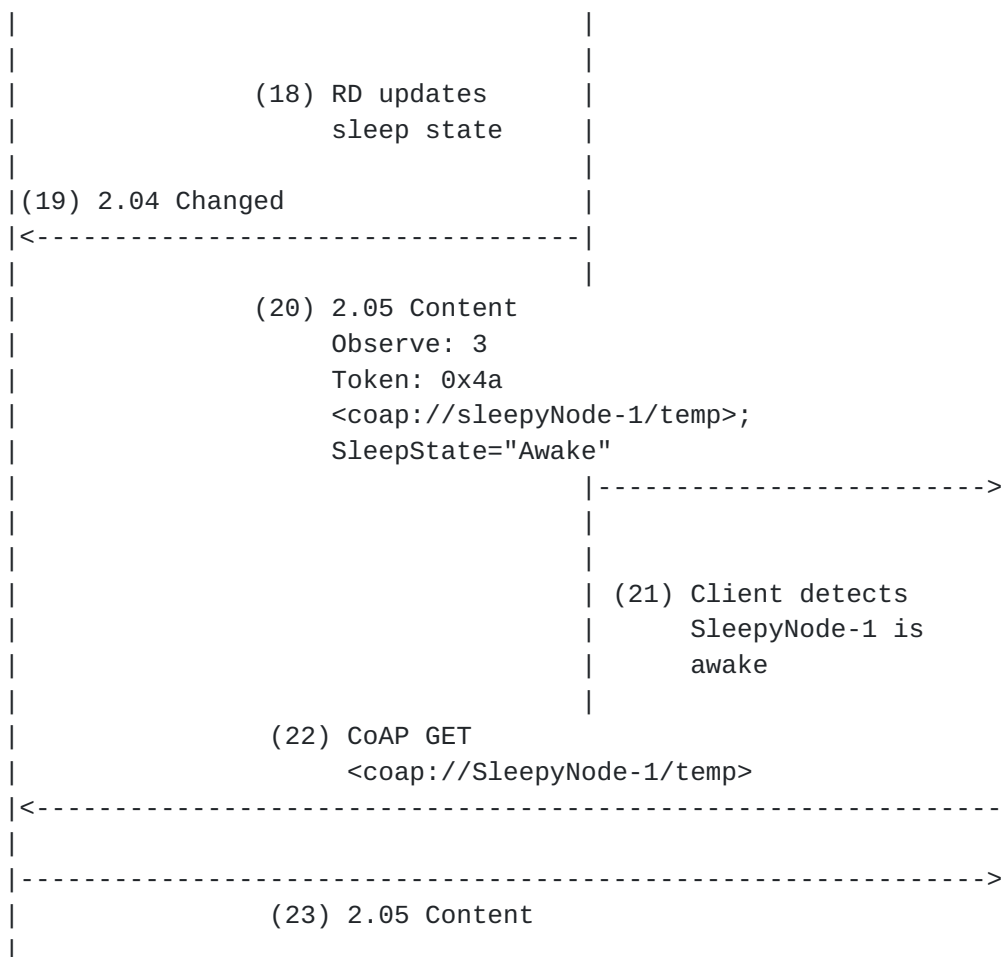 (18) RD updates
sleep state
(19) 2.04 Changed
(20) 2.05 Content
Observe: 3
Token: 0x4a
<coap://sleepyNode-1/temp>;
SleepState="Awake"
(21) Client detects
SleepyNode-1 is
awake
(22) CoAP GET
<coap://SleepyNode-1/temp>
(23) 2.05 Content